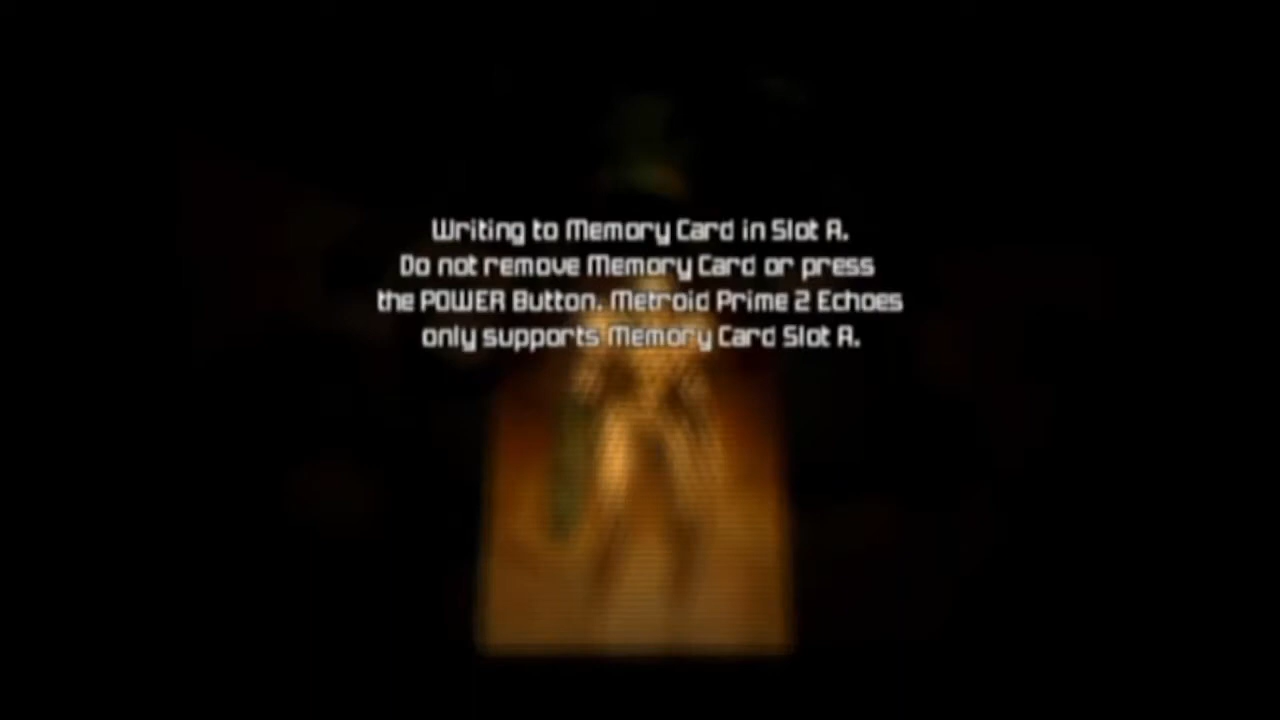 Writing to Memory Card in Slot A.
Do not remove Memory Card or press
the POWER Button. Metroid Prime 2 Echoes
only supports Memory Card Slot A.